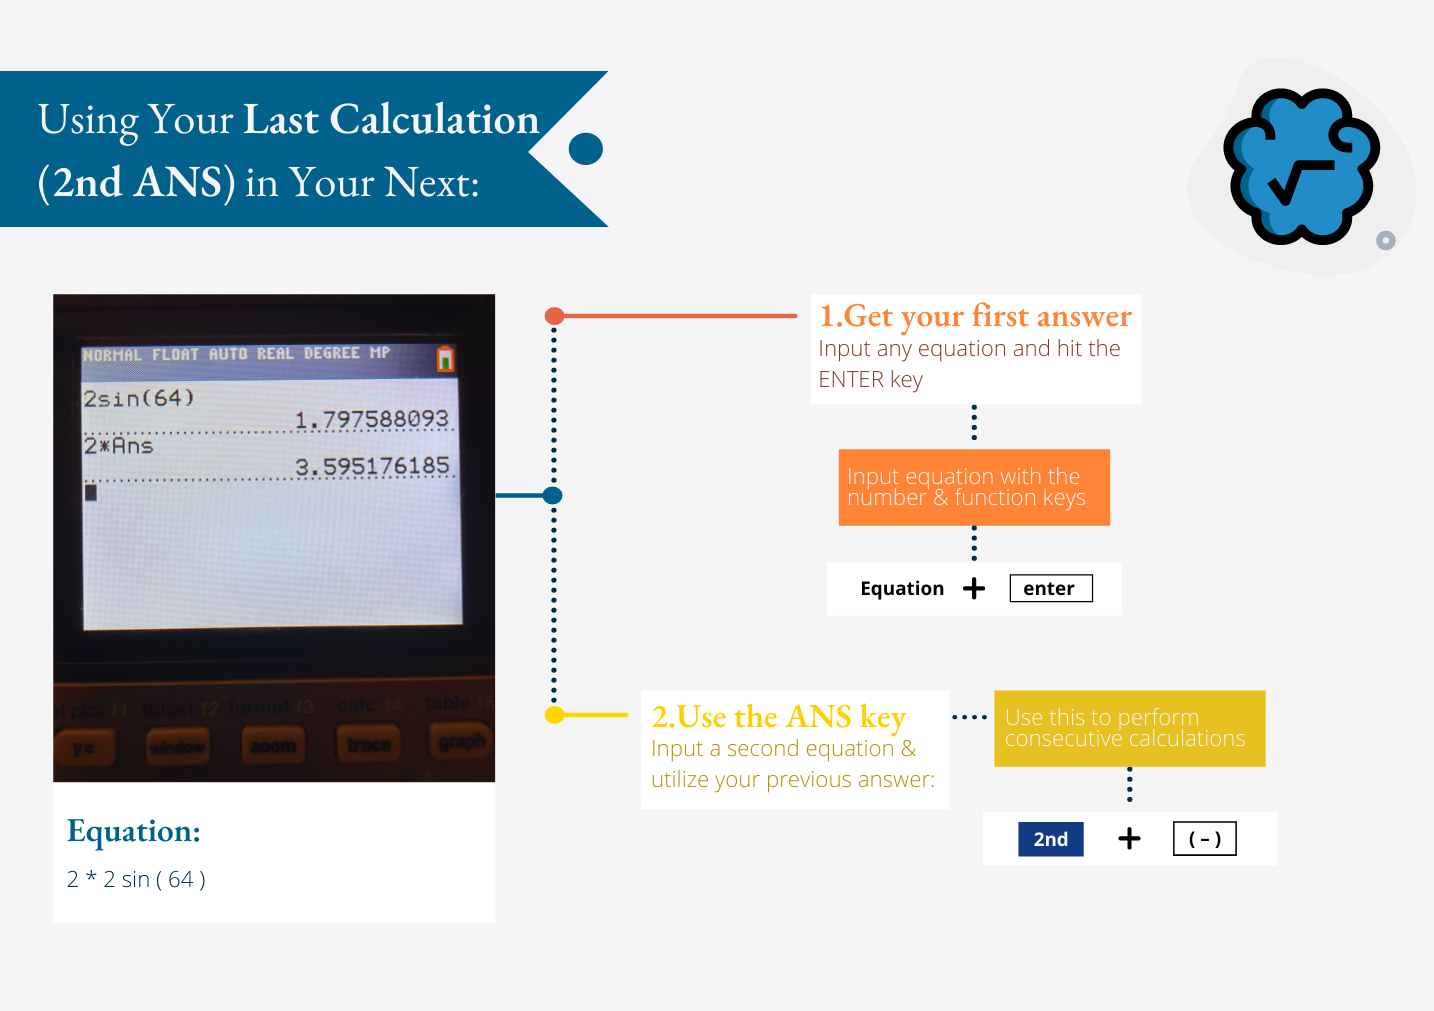 Using Your Last Calculation
(2nd ANS) in Your Next:
NORMAL FLOAT AUTO REAL DEGREE MP
2sin(64)
1.797588093
2*Ans
3.595176185
stat plot f1 tblset f2 format f3 calc f4 table f5
y= window zoom trace graph
Equation:
2 * 2 sin ( 64 )
1.Get your first answer
Input any equation and hit the
ENTER key
Input equation with the
number & function keys
Equation + enter
2.Use the ANS key
Input a second equation &
utilize your previous answer:
Use this to perform
consecutive calculations
2nd + ( – )